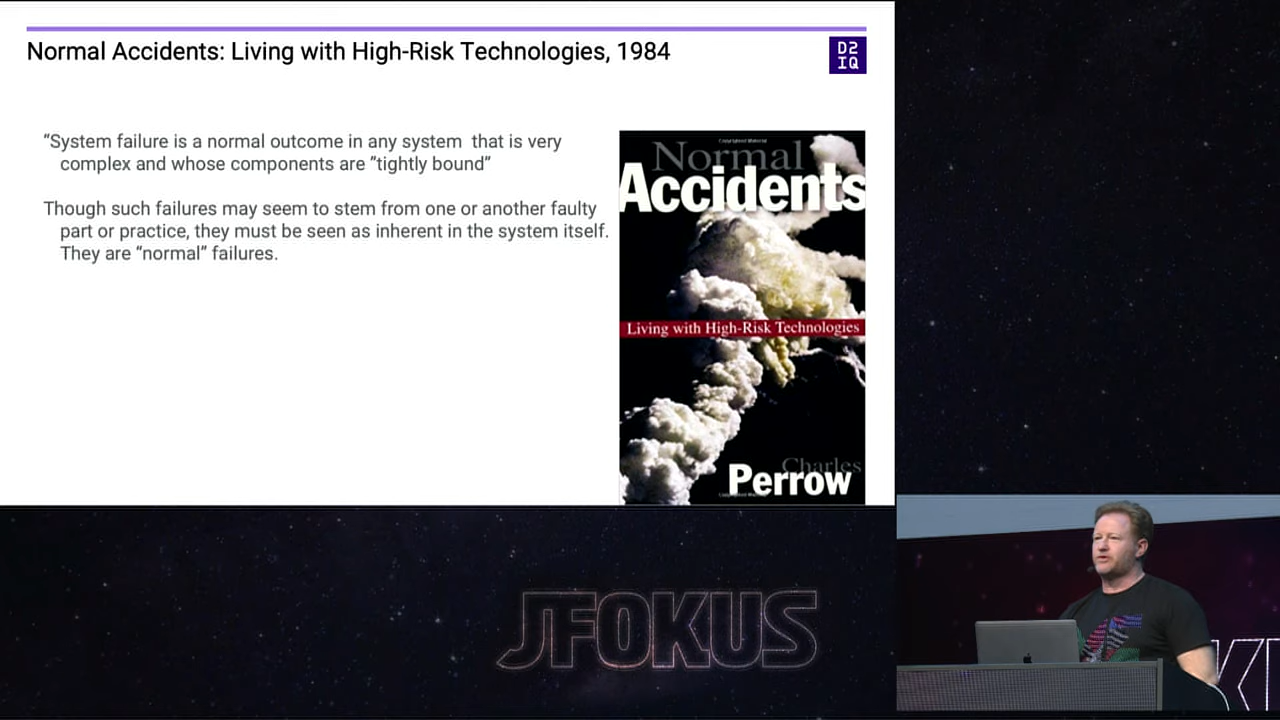 Normal Accidents: Living with High-Risk Technologies, 1984
D2
IQ
“System failure is a normal outcome in any system  that is very
complex and whose components are ”tightly bound”
Though such failures may seem to stem from one or another faulty
part or practice, they must be seen as inherent in the system itself.
They are “normal” failures.
Copyrighted Material
Normal
Accidents
Living with High-Risk Technologies
Charles
Perrow
Copyrighted Material
JFOKUS